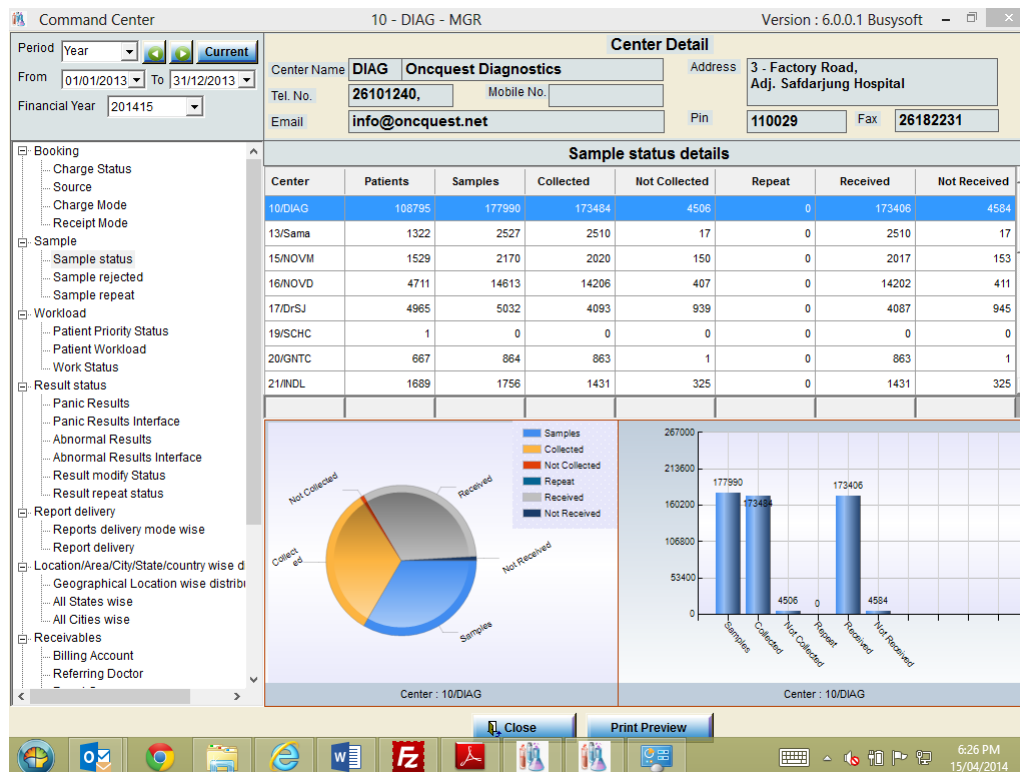 Command Center 10 - DIAG - MGR Version : 6.0.0.1 Busysoft
Period Year Current
From 01/01/2013 To 31/12/2013
Financial Year 201415
Center Detail
Center Name DIAG Oncquest Diagnostics Address 3 - Factory Road,
Adj. Safdarjung Hospital
Tel. No. 26101240, Mobile No.
Email info@oncquest.net Pin 110029 Fax 26182231
Booking
Charge Status
Source
Charge Mode
Receipt Mode
Sample
Sample status
Sample rejected
Sample repeat
Workload
Patient Priority Status
Patient Workload
Work Status
Result status
Panic Results
Panic Results Interface
Abnormal Results
Abnormal Results Interface
Result modify Status
Result repeat status
Report delivery
Reports delivery mode wise
Report delivery
Location/Area/City/State/country wise d
Geographical Location wise distribu
All States wise
All Cities wise
Receivables
Billing Account
Referring Doctor
Sample status details
Center Patients Samples Collected Not Collected Repeat Received Not Received
10/DIAG 108795 177990 173484 4506 0 173406 4584
13/Sama 1322 2527 2510 17 0 2510 17
15/NOVM 1529 2170 2020 150 0 2017 153
16/NOVD 4711 14613 14206 407 0 14202 411
17/DrSJ 4965 5032 4093 939 0 4087 945
19/SCHC 1 0 0 0 0 0 0
20/GNTC 667 864 863 1 0 863 1
21/INDL 1689 1756 1431 325 0 1431 325
Samples
Collected
Not Collected
Repeat
Received
Not Received
Not Collected
Received
Collect
ed
Not Received
Samples
Center : 10/DIAG
267000
213600
160200
106800
53400
0
177990
173484
4506
0
173406
4584
Samples
Collected
Not Collected
Repeat
Received
Not Received
Center : 10/DIAG
Close Print Preview
6:26 PM
15/04/2014